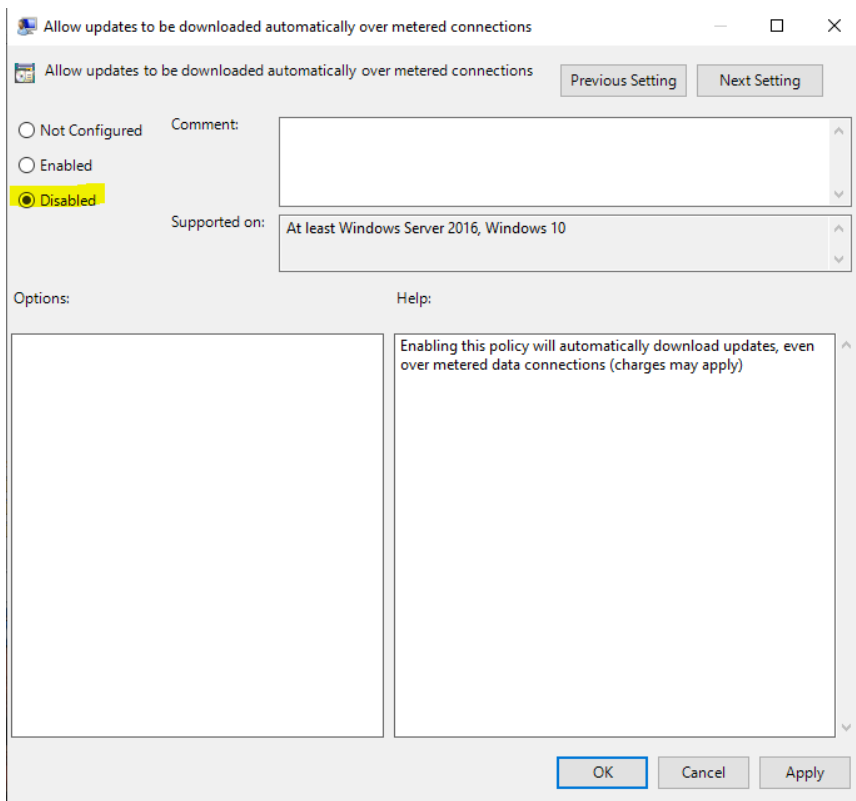 Allow updates to be downloaded automatically over metered connections
Allow updates to be downloaded automatically over metered connections
Previous Setting
Next Setting
Not Configured
Comment:
Enabled
Disabled
Supported on:
At least Windows Server 2016, Windows 10
Options:
Help:
Enabling this policy will automatically download updates, even
over metered data connections (charges may apply)
OK
Cancel
Apply